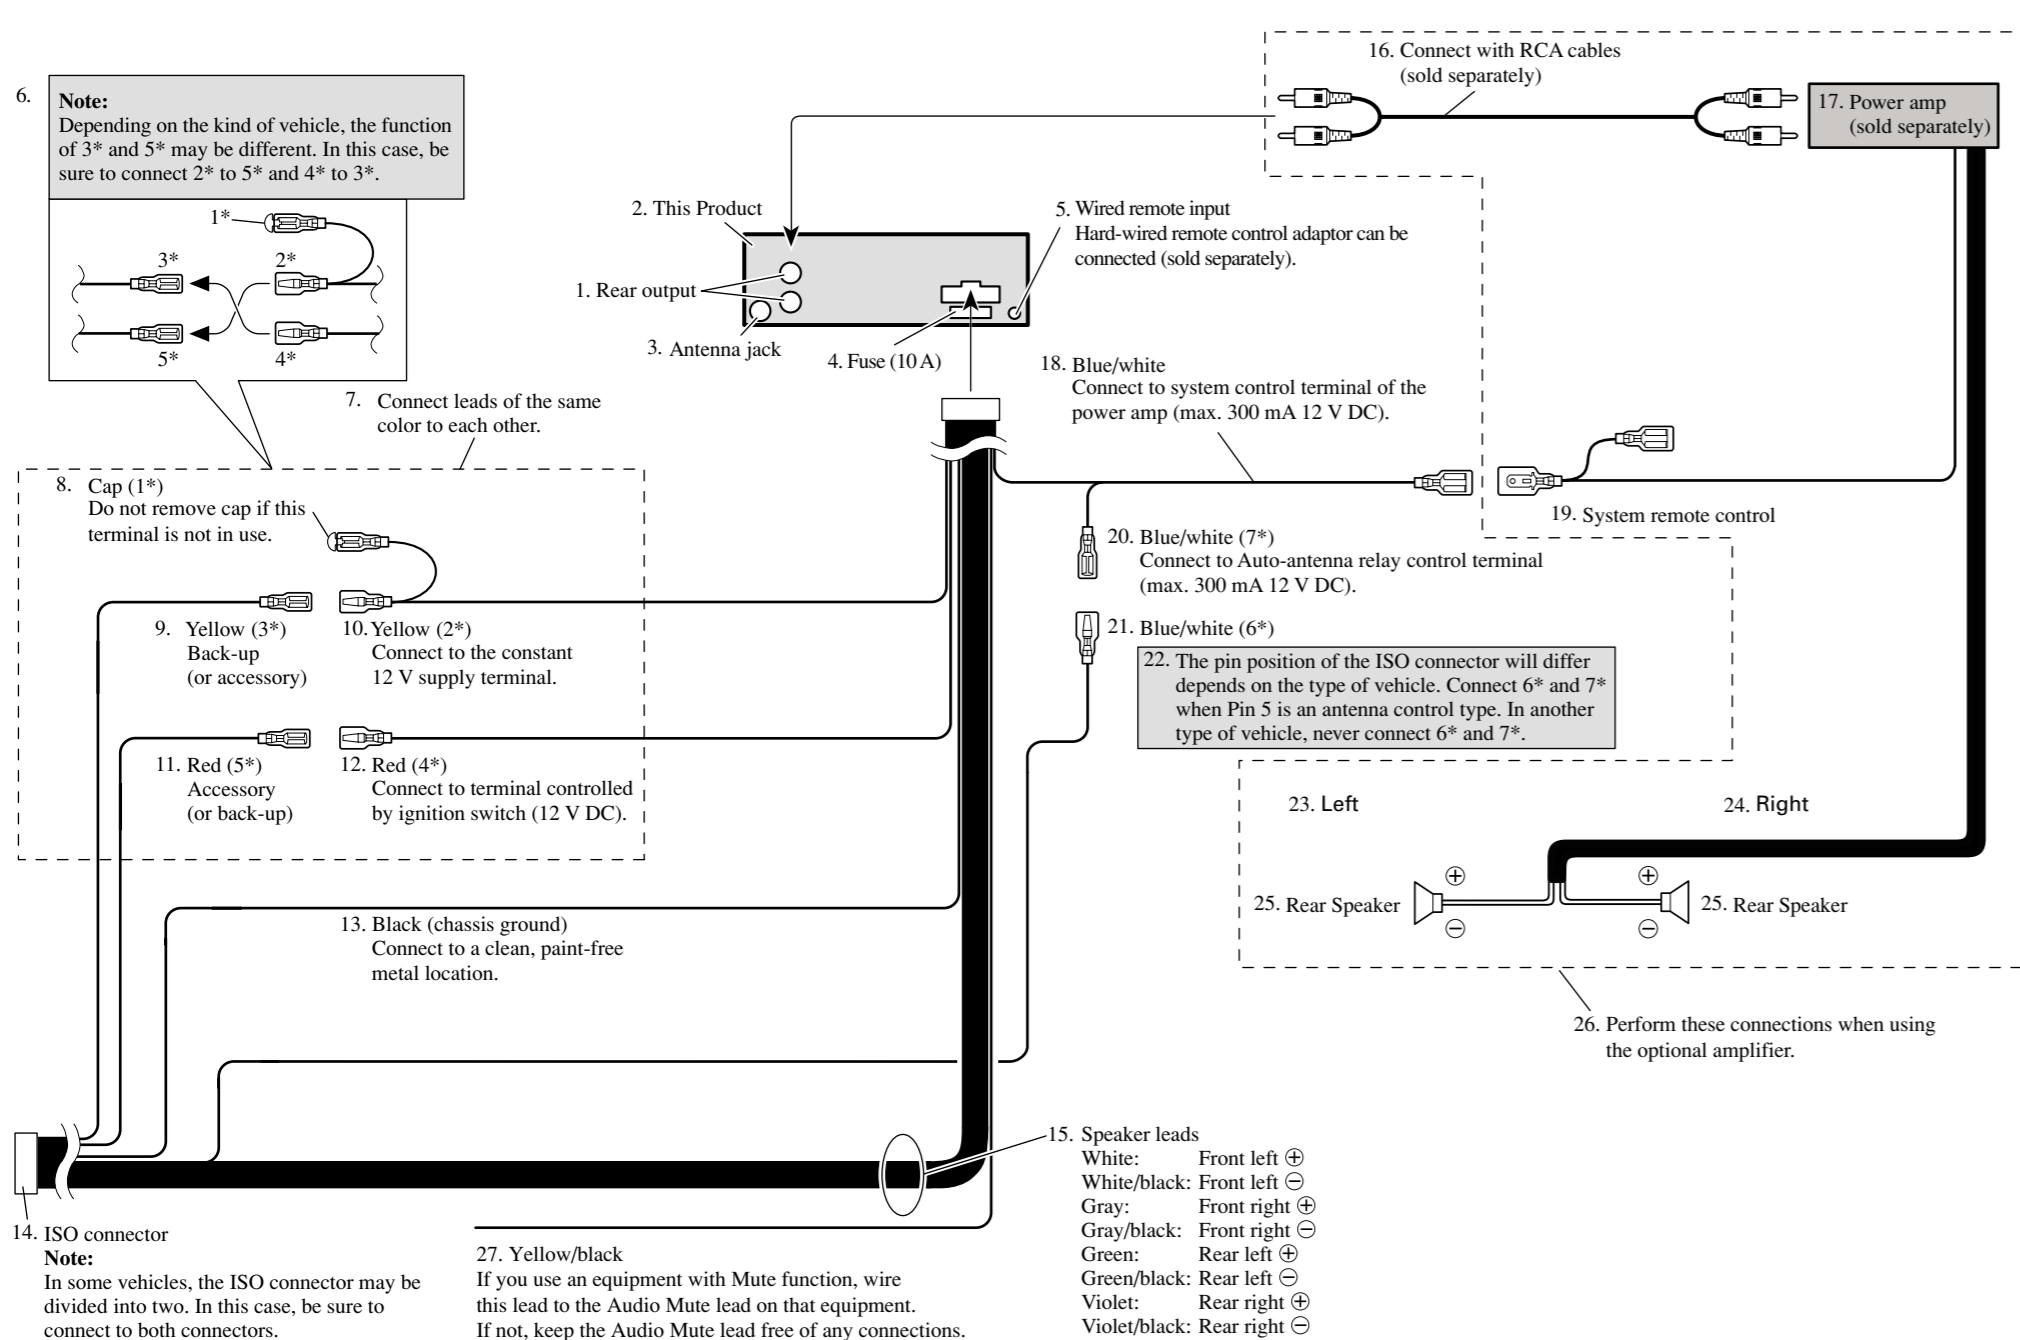 6. Note:
Depending on the kind of vehicle, the function
of 3* and 5* may be different. In this case, be
sure to connect 2* to 5* and 4* to 3*.
1*
3*
2*
5*
4*
7. Connect leads of the same
color to each other.
8. Cap (1*)
Do not remove cap if this
terminal is not in use.
9. Yellow (3*)
Back-up
(or accessory)
10. Yellow (2*)
Connect to the constant
12 V supply terminal.
11. Red (5*)
Accessory
(or back-up)
12. Red (4*)
Connect to terminal controlled
by ignition switch (12 V DC).
13. Black (chassis ground)
Connect to a clean, paint-free
metal location.
14. ISO connector
Note:
In some vehicles, the ISO connector may be
divided into two. In this case, be sure to
connect to both connectors.
2. This Product
1. Rear output
3. Antenna jack
4. Fuse (10 A)
5. Wired remote input
Hard-wired remote control adaptor can be
connected (sold separately).
16. Connect with RCA cables
(sold separately)
17. Power amp
(sold separately)
18. Blue/white
Connect to system control terminal of the
power amp (max. 300 mA 12 V DC).
19. System remote control
20. Blue/white (7*)
Connect to Auto-antenna relay control terminal
(max. 300 mA 12 V DC).
21. Blue/white (6*)
22. The pin position of the ISO connector will differ
depends on the type of vehicle. Connect 6* and 7*
when Pin 5 is an antenna control type. In another
type of vehicle, never connect 6* and 7*.
23. Left
24. Right
⊕ ⊕
25. Rear Speaker
25. Rear Speaker
⊖ ⊖
26. Perform these connections when using
the optional amplifier.
15. Speaker leads
White: Front left ⊕
White/black: Front left ⊖
Gray: Front right ⊕
Gray/black: Front right ⊖
Green: Rear left ⊕
Green/black: Rear left ⊖
Violet: Rear right ⊕
Violet/black: Rear right ⊖
27. Yellow/black
If you use an equipment with Mute function, wire
this lead to the Audio Mute lead on that equipment.
If not, keep the Audio Mute lead free of any connections.